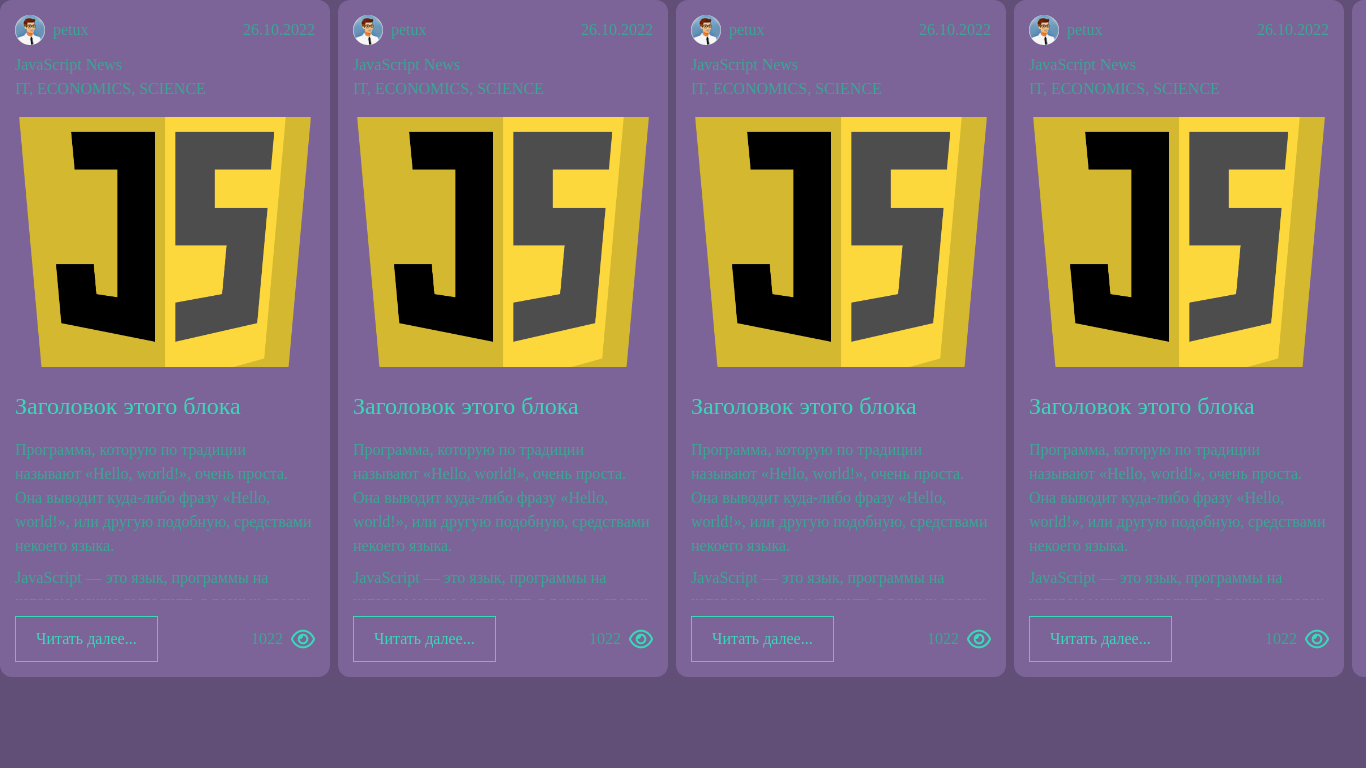 petux
26.10.2022
JavaScript News
IT, ECONOMICS, SCIENCE
JS
Заголовок этого блока
Программа, которую по традиции
называют «Hello, world!», очень проста.
Она выводит куда-либо фразу «Hello,
world!», или другую подобную, средствами
некоего языка.
JavaScript — это язык, программы на
Читать далее...
1022
petux
26.10.2022
JavaScript News
IT, ECONOMICS, SCIENCE
JS
Заголовок этого блока
Программа, которую по традиции
называют «Hello, world!», очень проста.
Она выводит куда-либо фразу «Hello,
world!», или другую подобную, средствами
некоего языка.
JavaScript — это язык, программы на
Читать далее...
1022
petux
26.10.2022
JavaScript News
IT, ECONOMICS, SCIENCE
JS
Заголовок этого блока
Программа, которую по традиции
называют «Hello, world!», очень проста.
Она выводит куда-либо фразу «Hello,
world!», или другую подобную, средствами
некоего языка.
JavaScript — это язык, программы на
Читать далее...
1022
petux
26.10.2022
JavaScript News
IT, ECONOMICS, SCIENCE
JS
Заголовок этого блока
Программа, которую по традиции
называют «Hello, world!», очень проста.
Она выводит куда-либо фразу «Hello,
world!», или другую подобную, средствами
некоего языка.
JavaScript — это язык, программы на
Читать далее...
1022